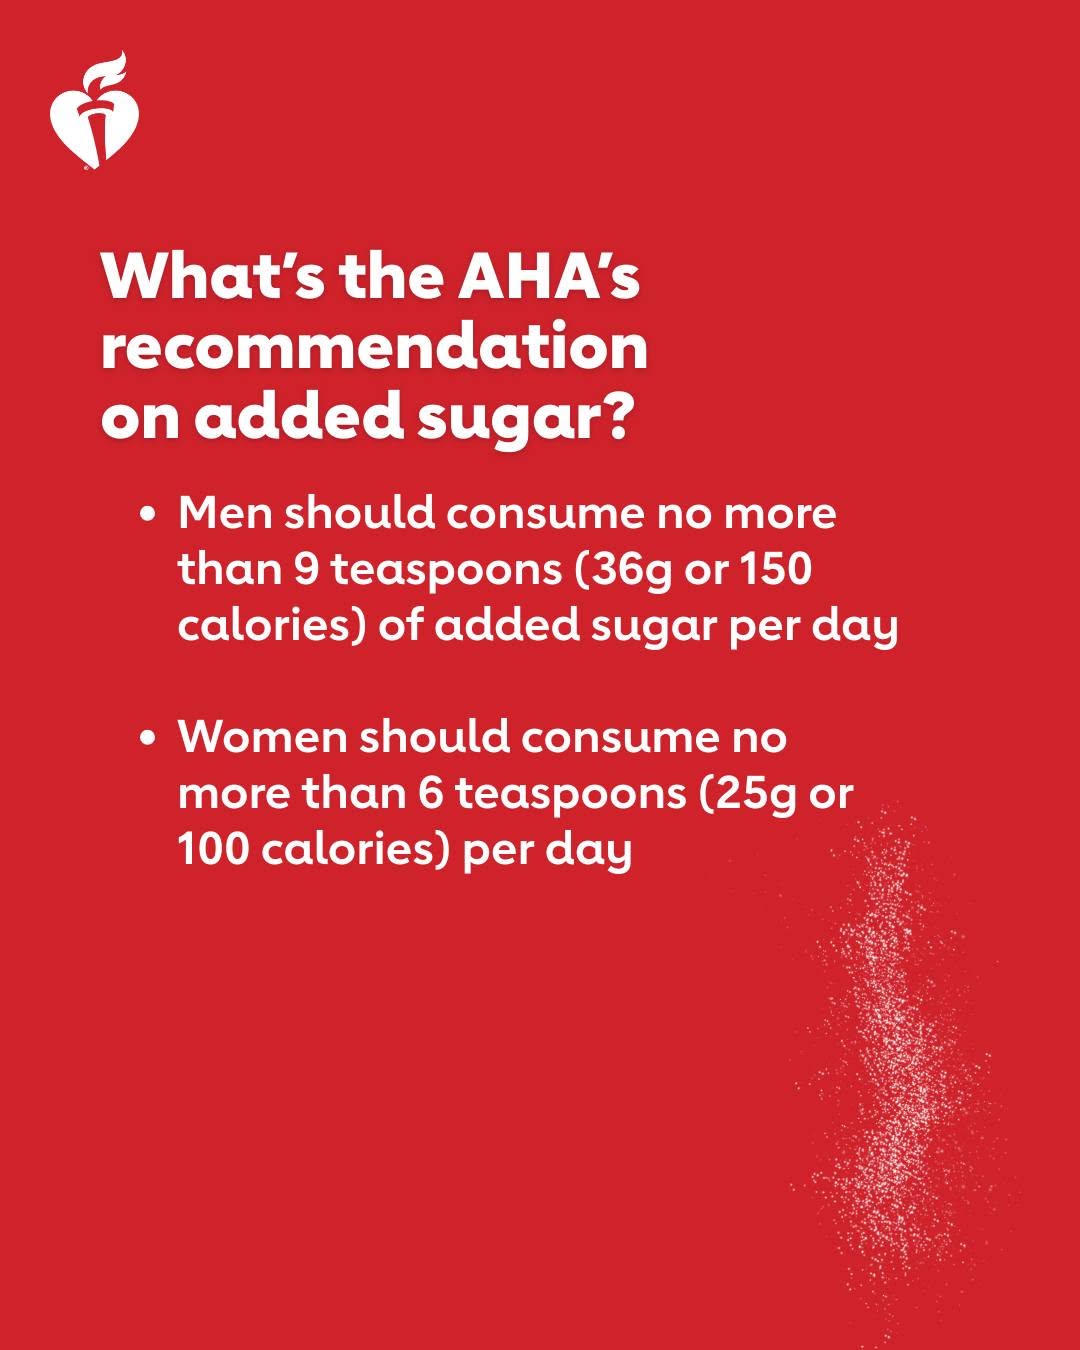 What’s the AHA’s
recommendation
on added sugar?
• Men should consume no more
than 9 teaspoons (36g or 150
calories) of added sugar per day
• Women should consume no
more than 6 teaspoons (25g or
100 calories) per day